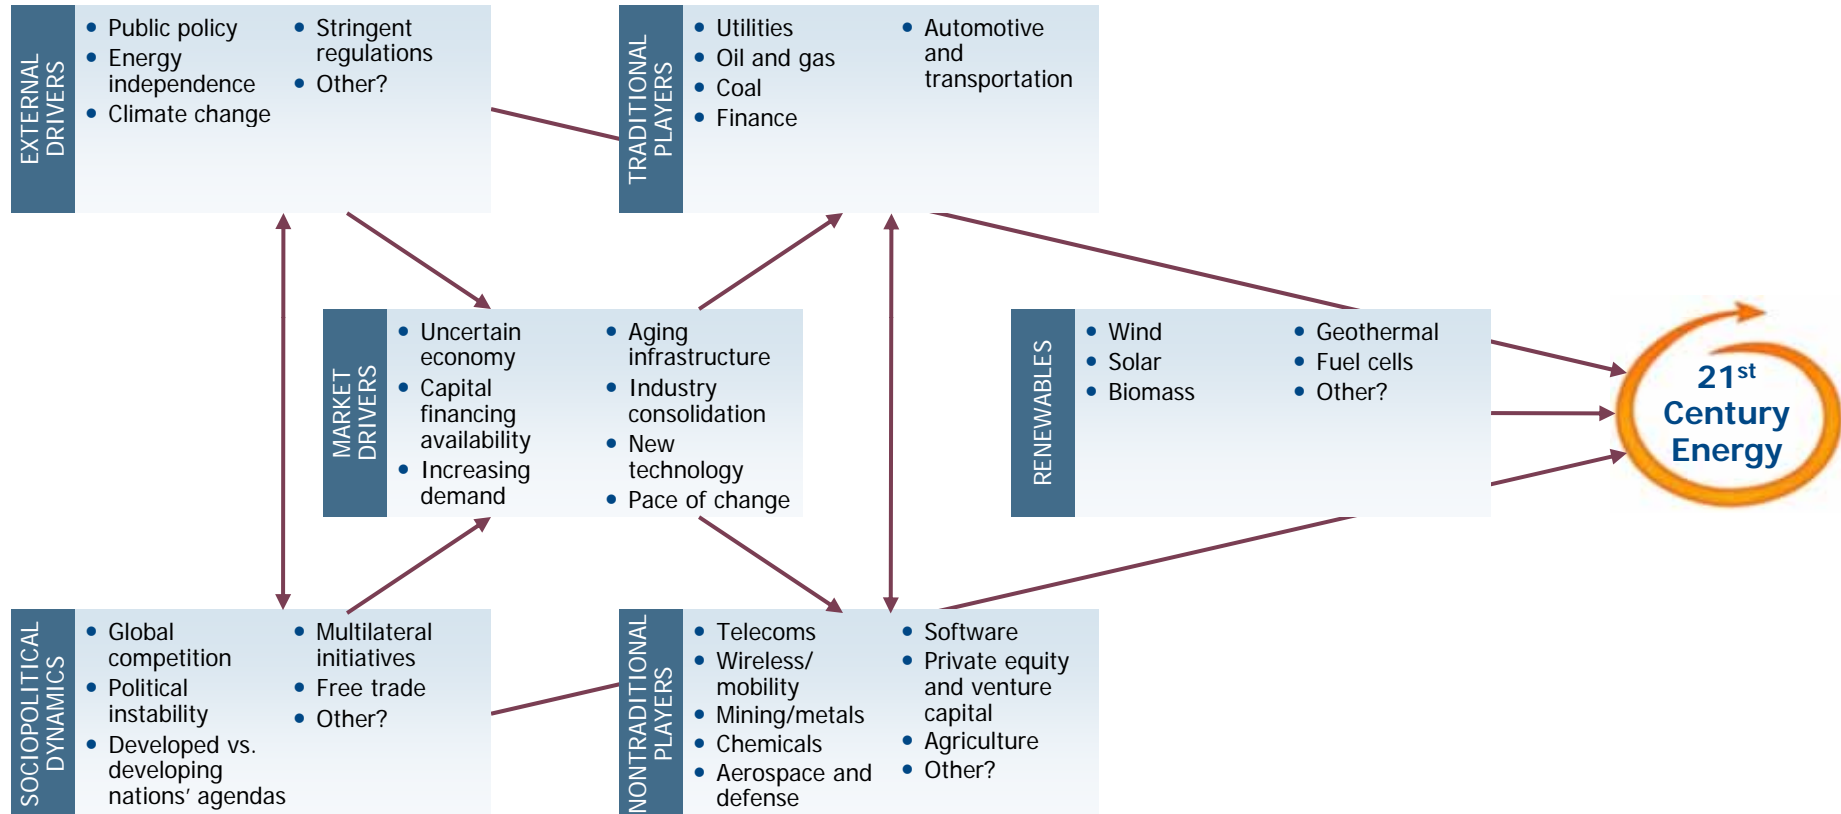 EXTERNAL
DRIVERS
• Public policy
• Energy
independence
• Climate change
• Stringent
regulations
• Other?
TRADITIONAL
PLAYERS
• Utilities
• Oil and gas
• Coal
• Finance
• Automotive
and
transportation
MARKET
DRIVERS
• Uncertain
economy
• Capital
financing
availability
• Increasing
demand
• Aging
infrastructure
• Industry
consolidation
• New
technology
• Pace of change
RENEWABLES
• Wind
• Solar
• Biomass
• Geothermal
• Fuel cells
• Other?
21st
Century
Energy
SOCIOPOLITICAL
DYNAMICS
• Global
competition
• Political
instability
• Developed vs.
developing
nations’ agendas
• Multilateral
initiatives
• Free trade
• Other?
NONTRADITIONAL
PLAYERS
• Telecoms
• Wireless/
mobility
• Mining/metals
• Chemicals
• Aerospace and
defense
• Software
• Private equity
and venture
capital
• Agriculture
• Other?